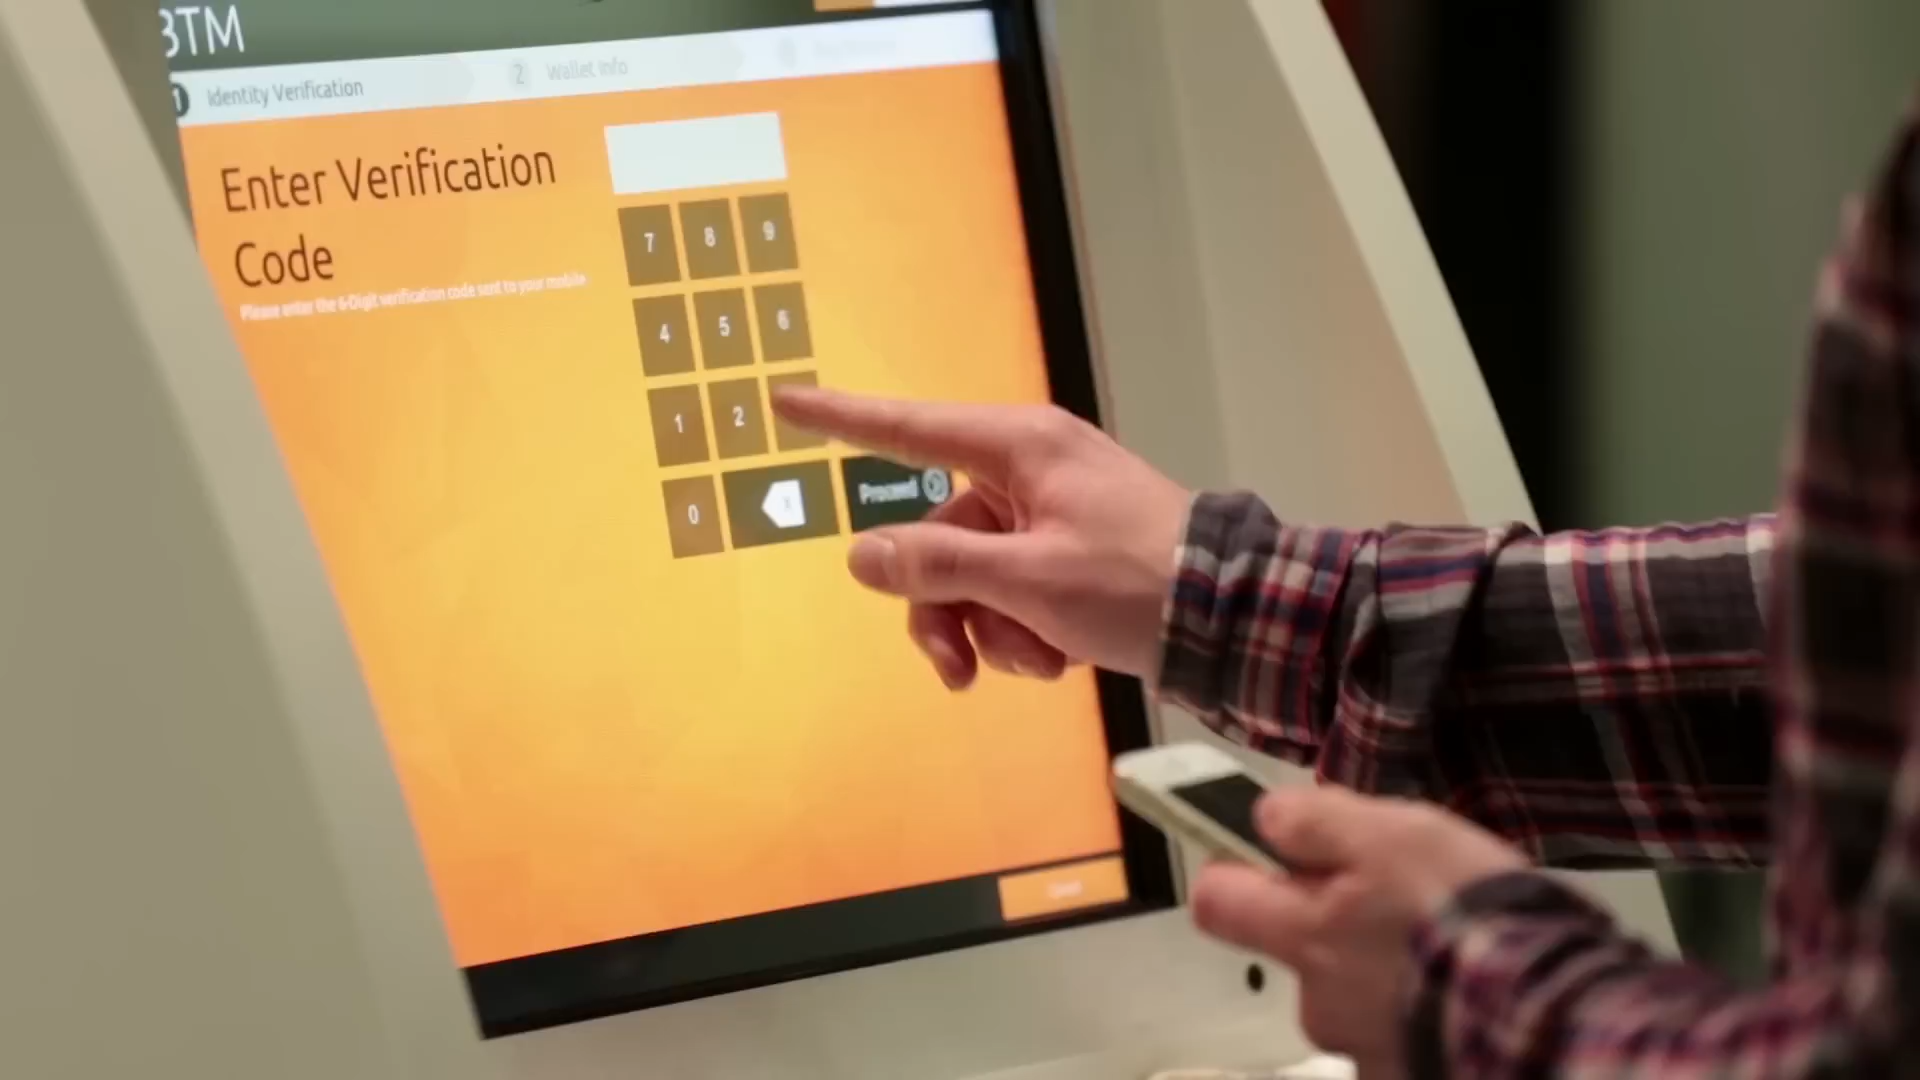 BTM
1 Identity Verification 2 Wallet Info
Enter Verification
Code
Please enter the 6-Digit verification code sent to your mobile
7 8 9
4 5 6
1 2
0 X Proceed